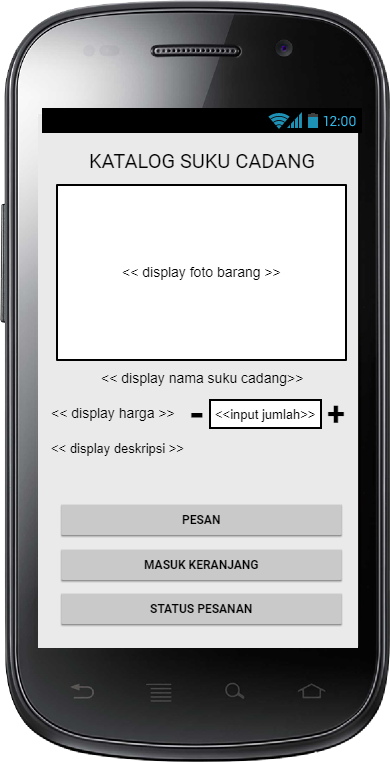 12:00
KATALOG SUKU CADANG
<< display foto barang >>
<< display nama suku cadang>>
<< display harga >> - <<input jumlah>> +
<< display deskripsi >>
PESAN
MASUK KERANJANG
STATUS PESANAN